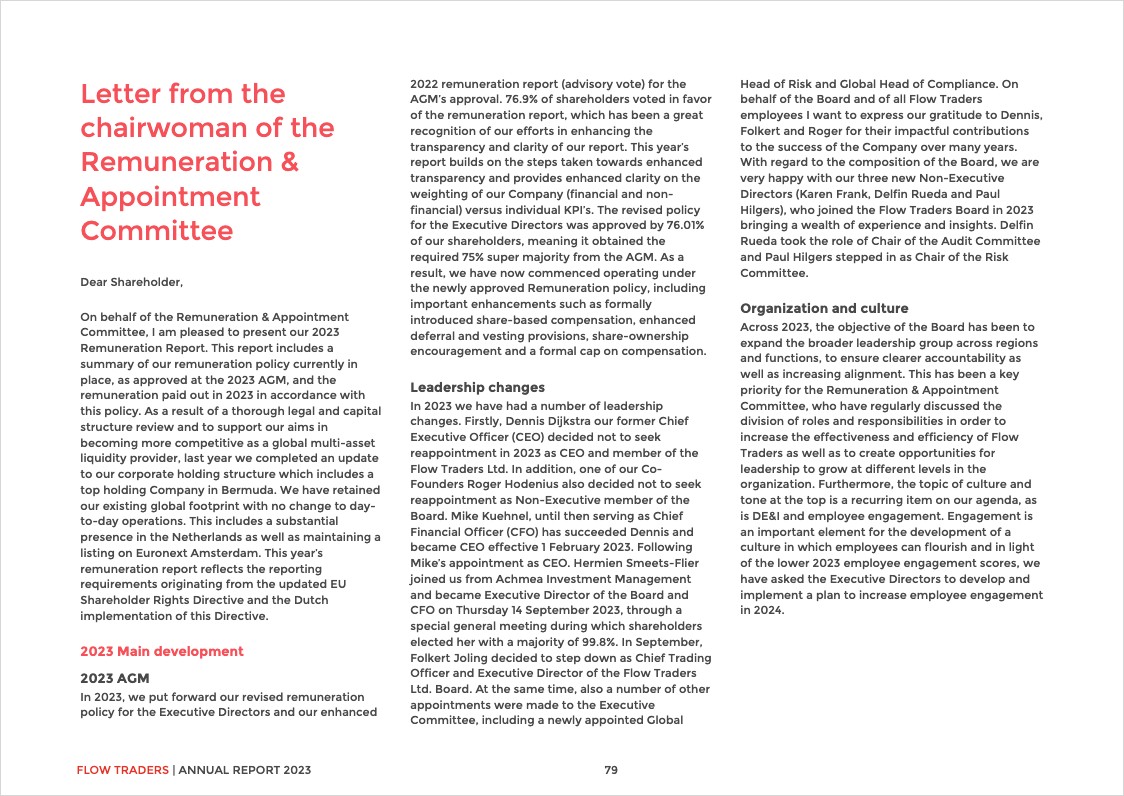 Letter from the
chairwoman of the
Remuneration &
Appointment
Committee
Dear Shareholder,
On behalf of the Remuneration & Appointment
Committee, I am pleased to present our 2023
Remuneration Report. This report includes a
summary of our remuneration policy currently in
place, as approved at the 2023 AGM, and the
remuneration paid out in 2023 in accordance with
this policy. As a result of a thorough legal and capital
structure review and to support our aims in
becoming more competitive as a global multi-asset
liquidity provider, last year we completed an update
to our corporate holding structure which includes a
top holding Company in Bermuda. We have retained
our existing global footprint with no change to day-
to-day operations. This includes a substantial
presence in the Netherlands as well as maintaining a
listing on Euronext Amsterdam. This year's
remuneration report reflects the reporting
requirements originating from the updated EU
Shareholder Rights Directive and the Dutch
implementation of this Directive.
2023 Main development
2023 AGM
In 2023, we put forward our revised remuneration
policy for the Executive Directors and our enhanced
2022 remuneration report (advisory vote) for the
AGM's approval. 76.9% of shareholders voted in favor
of the remuneration report, which has been a great
recognition of our efforts in enhancing the
transparency and clarity of our report. This year's
report builds on the steps taken towards enhanced
transparency and provides enhanced clarity on the
weighting of our Company (financial and non-
financial) versus individual KPI's. The revised policy
for the Executive Directors was approved by 76.01%
of our shareholders, meaning it obtained the
required 75% super majority from the AGM. As a
result, we have now commenced operating under
the newly approved Remuneration policy, including
important enhancements such as formally
introduced share-based compensation, enhanced
deferral and vesting provisions, share-ownership
encouragement and a formal cap on compensation.
Leadership changes
In 2023 we have had a number of leadership
changes. Firstly, Dennis Dijkstra our former Chief
Executive Officer (CEO) decided not to seek
reappointment in 2023 as CEO and member of the
Flow Traders Ltd. In addition, one of our Co-
Founders Roger Hodenius also decided not to seek
reappointment as Non-Executive member of the
Board. Mike Kuehnel, until then serving as Chief
Financial Officer (CFO) has succeeded Dennis and
became CEO effective 1 February 2023. Following
Mike's appointment as CEO. Hermien Smeets-Flier
joined us from Achmea Investment Management
and became Executive Director of the Board and
CFO on Thursday 14 September 2023, through a
special general meeting during which shareholders
elected her with a majority of 99.8%. In September,
Folkert Joling decided to step down as Chief Trading
Officer and Executive Director of the Flow Traders
Ltd. Board. At the same time, also a number of other
appointments were made to the Executive
Committee, including a newly appointed Global
Head of Risk and Global Head of Compliance. On
behalf of the Board and of all Flow Traders
employees I want to express our gratitude to Dennis,
Folkert and Roger for their impactful contributions
to the success of the Company over many years.
With regard to the composition of the Board, we are
very happy with our three new Non-Executive
Directors (Karen Frank, Delfin Rueda and Paul
Hilgers), who joined the Flow Traders Board in 2023
bringing a wealth of experience and insights. Delfin
Rueda took the role of Chair of the Audit Committee
and Paul Hilgers stepped in as Chair of the Risk
Committee.
Organization and culture
Across 2023, the objective of the Board has been to
expand the broader leadership group across regions
and functions, to ensure clearer accountability as
well as increasing alignment. This has been a key
priority for the Remuneration & Appointment
Committee, who have regularly discussed the
division of roles and responsibilities in order to
increase the effectiveness and efficiency of Flow
Traders as well as to create opportunities for
leadership to grow at different levels in the
organization. Furthermore, the topic of culture and
tone at the top is a recurring item on our agenda, as
is DE&I and employee engagement. Engagement is
an important element for the development of a
culture in which employees can flourish and in light
of the lower 2023 employee engagement scores, we
have asked the Executive Directors to develop and
implement a plan to increase employee engagement
in 2024.
FLOW TRADERS | ANNUAL REPORT 2023
79